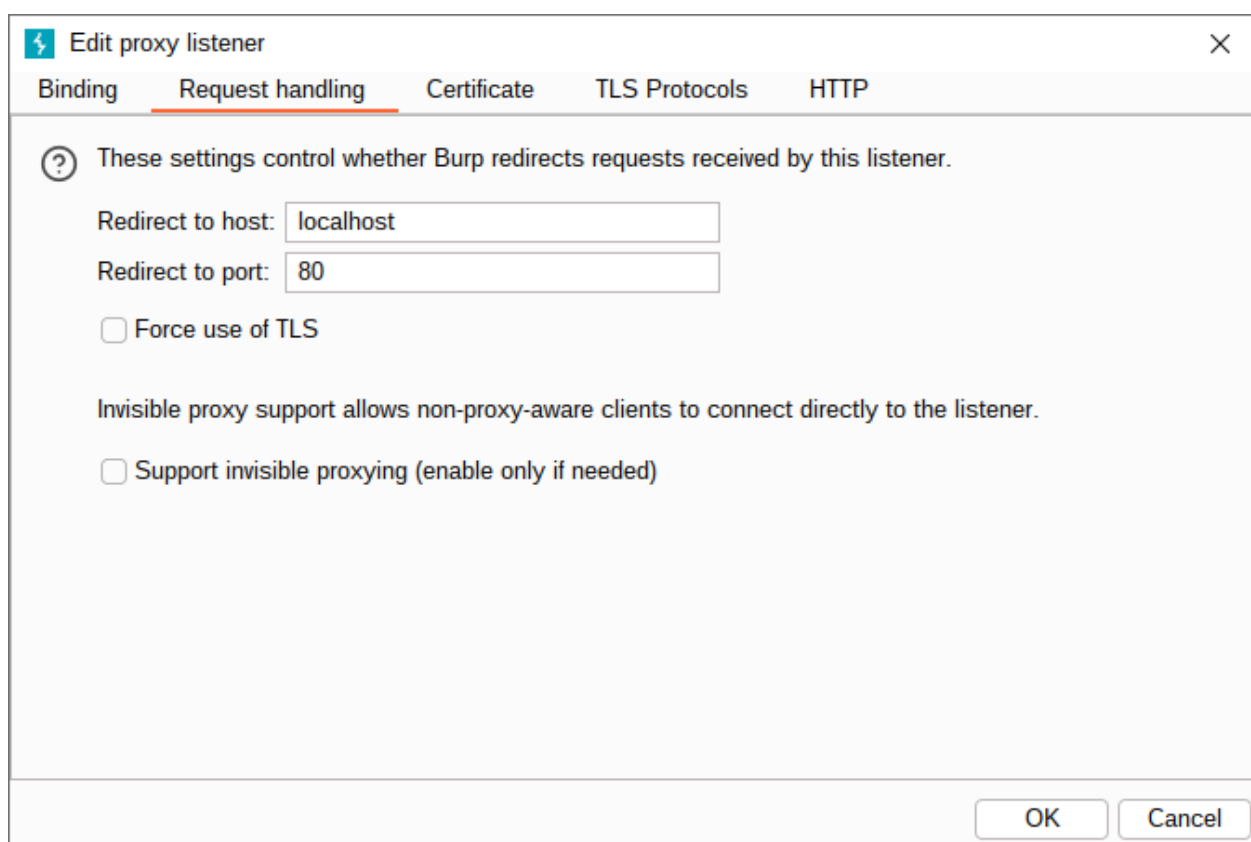 Edit proxy listener
Binding Request handling Certificate TLS Protocols HTTP
These settings control whether Burp redirects requests received by this listener.
Redirect to host: localhost
Redirect to port: 80
Force use of TLS
Invisible proxy support allows non-proxy-aware clients to connect directly to the listener.
Support invisible proxying (enable only if needed)
OK Cancel